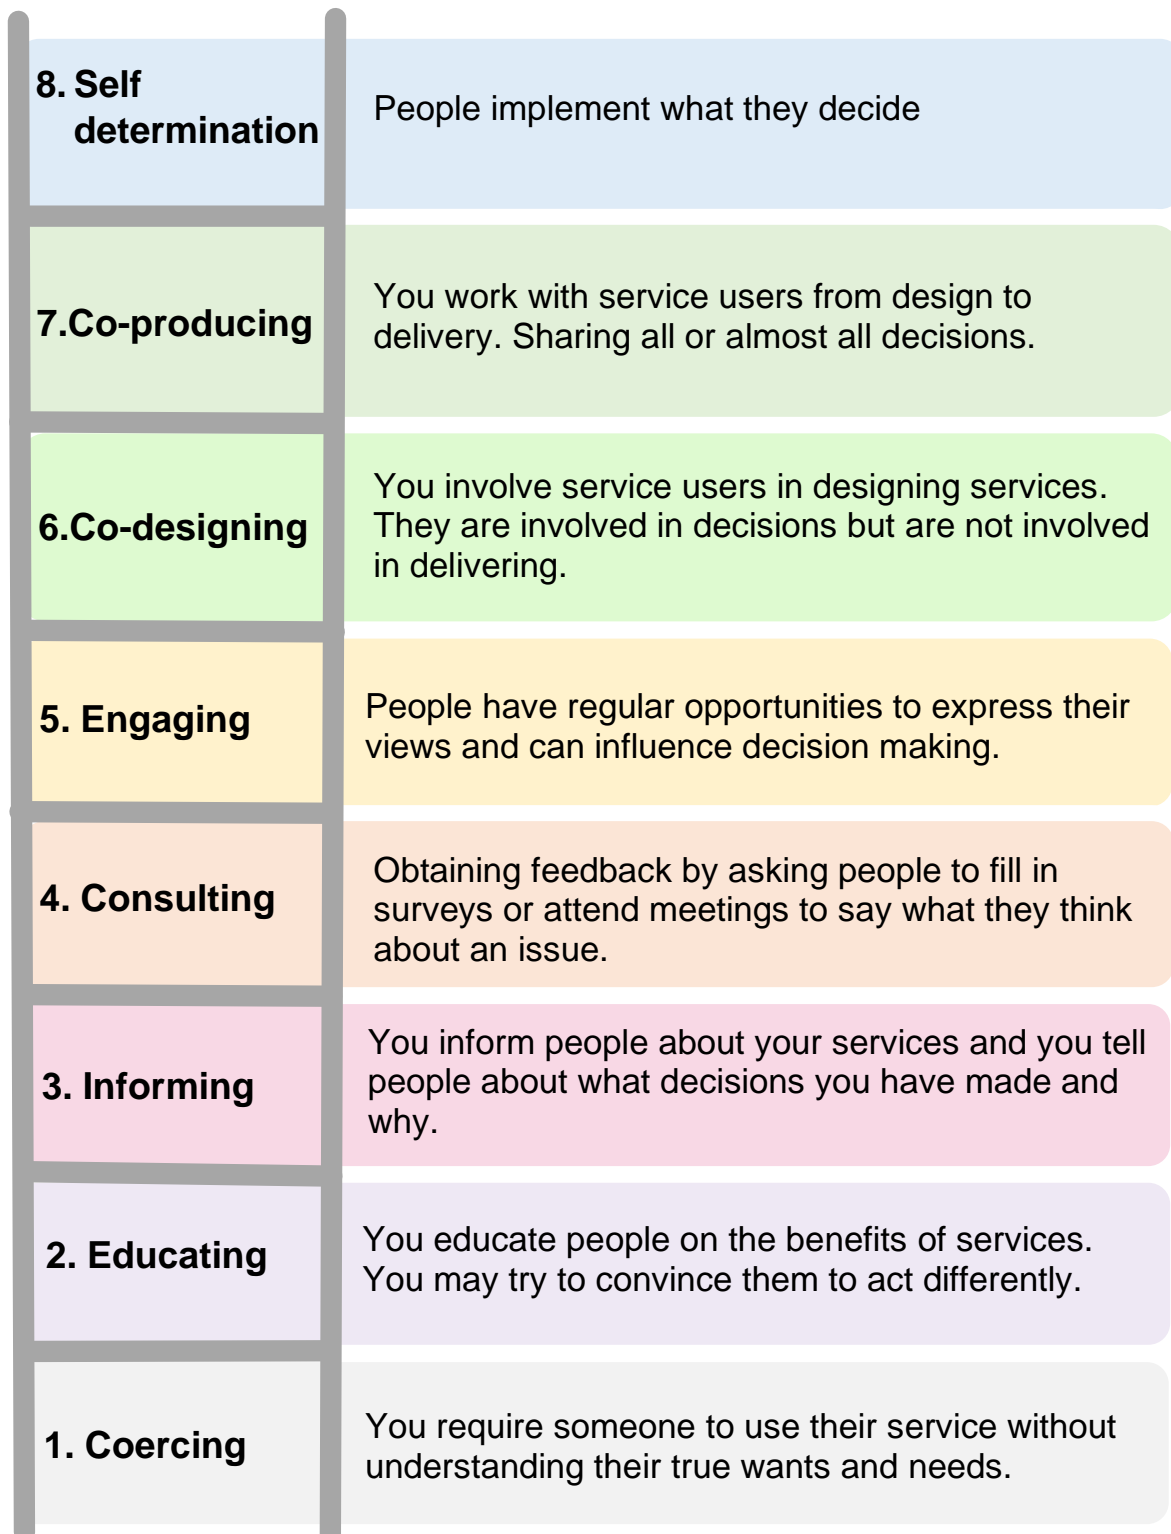 8. Self
determination
People implement what they decide
7.Co-producing
You work with service users from design to
delivery. Sharing all or almost all decisions.
6.Co-designing
You involve service users in designing services.
They are involved in decisions but are not involved
in delivering.
5. Engaging
People have regular opportunities to express their
views and can influence decision making.
4. Consulting
Obtaining feedback by asking people to fill in
surveys or attend meetings to say what they think
about an issue.
3. Informing
You inform people about your services and you tell
people about what decisions you have made and
why.
2. Educating
You educate people on the benefits of services.
You may try to convince them to act differently.
1. Coercing
You require someone to use their service without
understanding their true wants and needs.